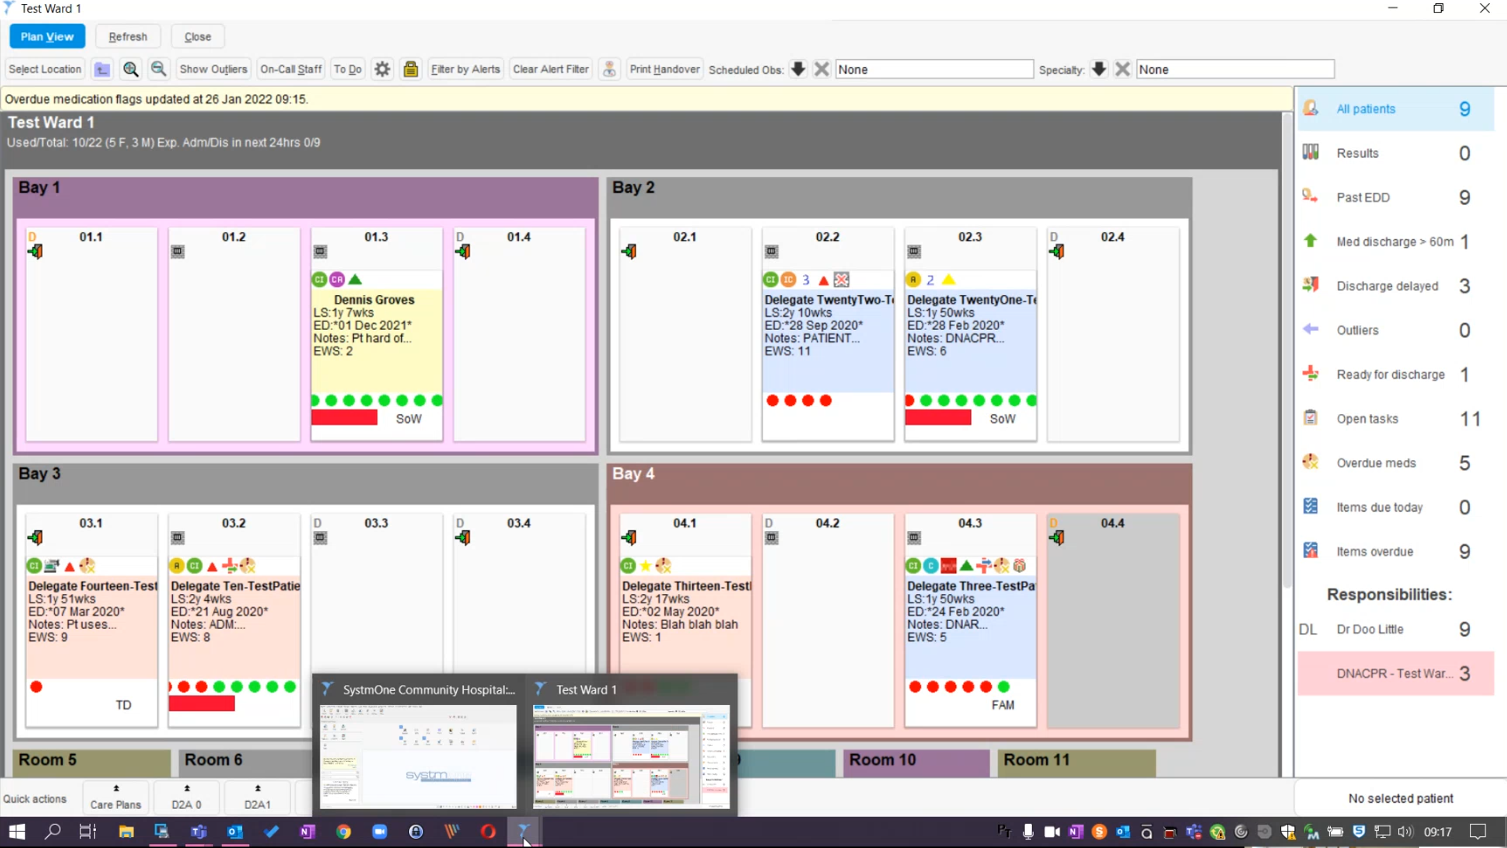 Test Ward 1
Plan View
Refresh
Close
Select Location
Show Outliers
On-Call Staff
To Do
Filter by Alerts
Clear Alert Filter
Print Handover
Scheduled Obs:
None
Specialty:
None
Overdue medication flags updated at 26 Jan 2022 09:15.
Test Ward 1
Used/Total: 10/22 (5 F, 3 M) Exp. Adm/Dis in next 24hrs 0/9
Bay 1
D
01.1
01.2
01.3
CI CA
Dennis Groves
LS:1y 7wks
ED:*01 Dec 2021*
Notes: Pt hard of...
EWS: 2
SoW
D
01.4
Bay 2
02.1
02.2
CI IC 3
Delegate TwentyTwo-Te
LS:2y 10wks
ED:*28 Sep 2020*
Notes: PATIENT...
EWS: 11
02.3
A 2
Delegate TwentyOne-Te
LS:1y 50wks
ED:*28 Feb 2020*
Notes: DNACPR...
EWS: 6
SoW
D
02.4
Bay 3
03.1
CI
Delegate Fourteen-Test
LS:1y 51wks
ED:*07 Mar 2020*
Notes: Pt uses...
EWS: 9
TD
03.2
A CI
Delegate Ten-TestPatie
LS:2y 4wks
ED:*21 Aug 2020*
Notes: ADM:...
EWS: 8
D
03.3
D
03.4
Bay 4
04.1
CI
Delegate Thirteen-TestI
LS:2y 17wks
ED:*02 May 2020*
Notes: Blah blah blah
EWS: 1
D
04.2
04.3
CI C
Delegate Three-TestPa
LS:1y 50wks
ED:*24 Feb 2020*
Notes: DNAR...
EWS: 5
FAM
D
04.4
Room 5
Room 6
Room 10
Room 11
SystmOne Community Hospital:...
systm
Test Ward 1
Quick actions
Care Plans
D2A 0
D2A1
All patients 9
Results 0
Past EDD 9
Med discharge > 60m 1
Discharge delayed 3
Outliers 0
Ready for discharge 1
Open tasks 11
Overdue meds 5
Items due today 0
Items overdue 9
Responsibilities:
DL Dr Doo Little 9
DNACPR - Test War... 3
No selected patient
09:17